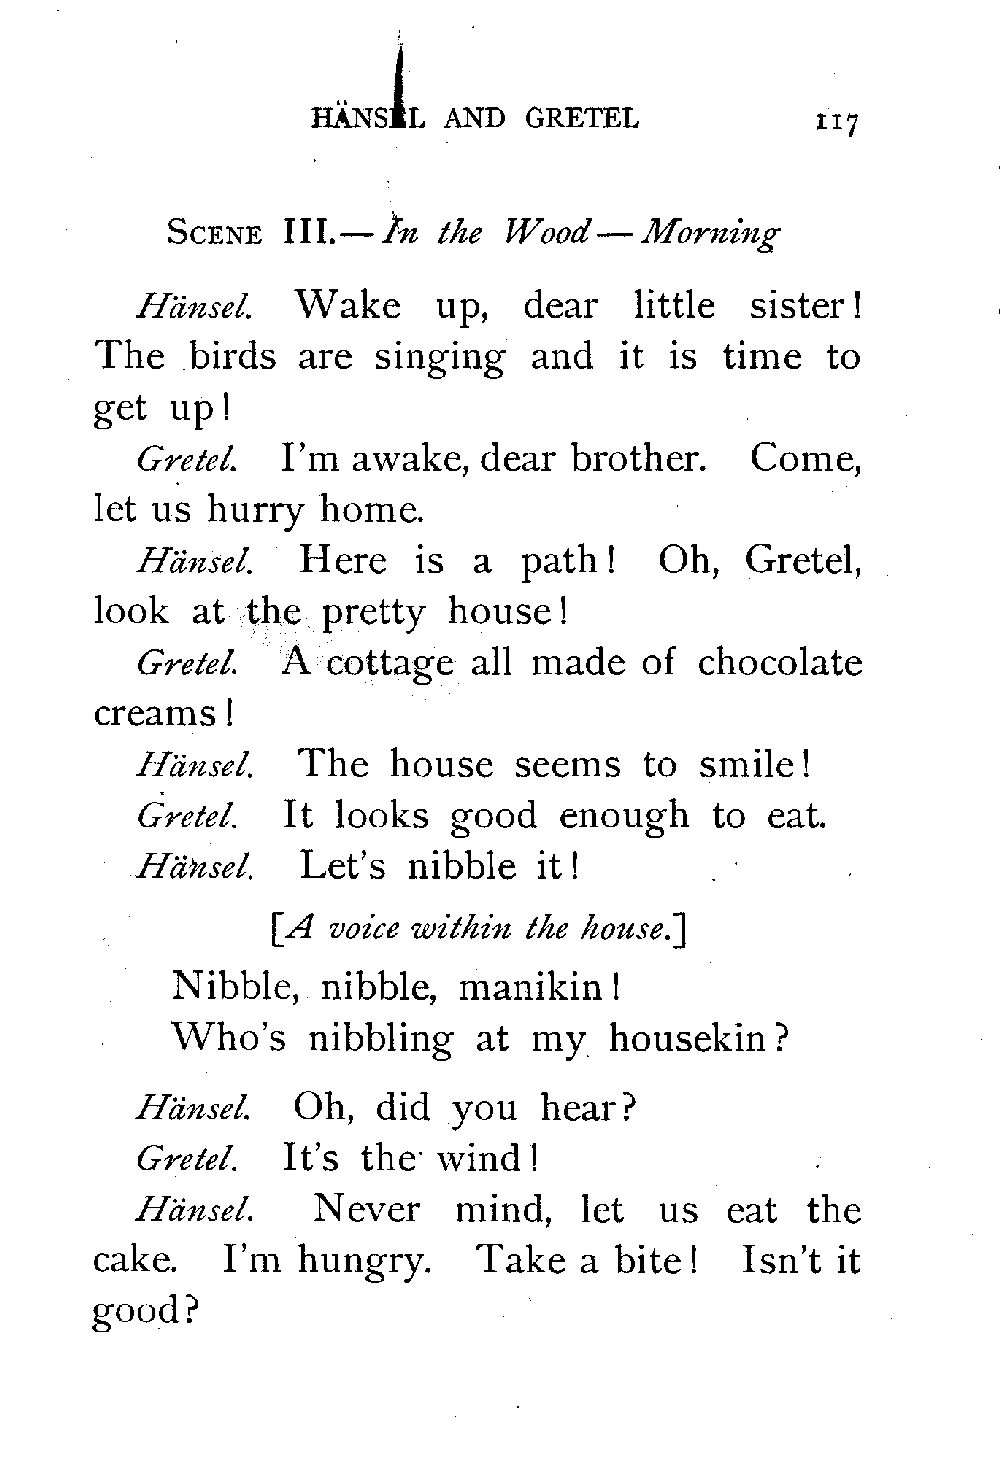 HÄNSEL AND GRETEL 117
SCENE III.—In the Wood—Morning
Hänsel. Wake up, dear little sister!
The birds are singing and it is time to
get up!
Gretel. I'm awake, dear brother. Come,
let us hurry home.
Hänsel. Here is a path! Oh, Gretel,
look at the pretty house!
Gretel. A cottage all made of chocolate
creams!
Hänsel. The house seems to smile!
Gretel. It looks good enough to eat.
Hänsel. Let's nibble it!
[A voice within the house.]
Nibble, nibble, manikin!
Who's nibbling at my housekin?
Hänsel. Oh, did you hear?
Gretel. It's the wind!
Hänsel. Never mind, let us eat the
cake. I'm hungry. Take a bite! Isn't it
good?